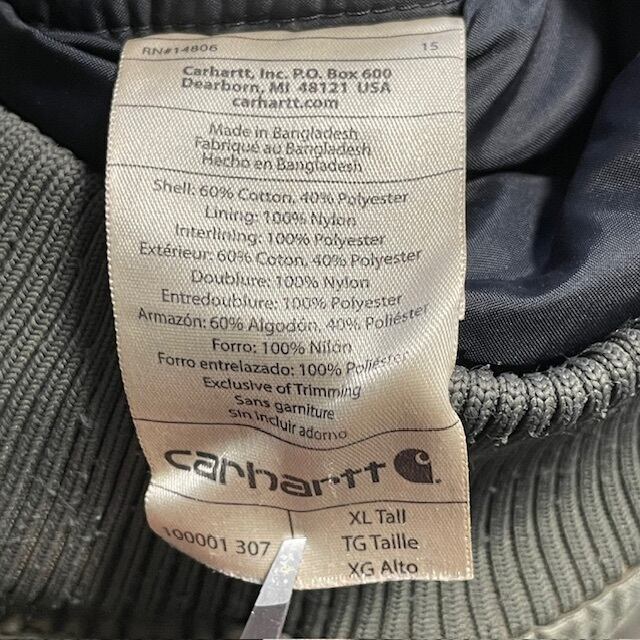 RN#14806 15
Carhartt, Inc. P.O. Box 600
Dearborn, MI 48121 USA
carhartt.com
Made in Bangladesh
Fabriqué au Bangladesh
Hecho en Bangladesh
Shell: 60% Cotton, 40% Polyester
Lining: 100% Nylon
Interlining: 100% Polyester
Extérieur: 60% Coton, 40% Polyester
Doublure: 100% Nylon
Entredoublure: 100% Polyester
Armazón: 60% Algodón, 40% Poliéster
Forro: 100% Nilón
Forro entrelazado: 100% Poliéster
Exclusive of Trimming
Sans garniture
Sin incluir adorno
carhartt
100001 307
XL Tall
TG Taille
XG Alto